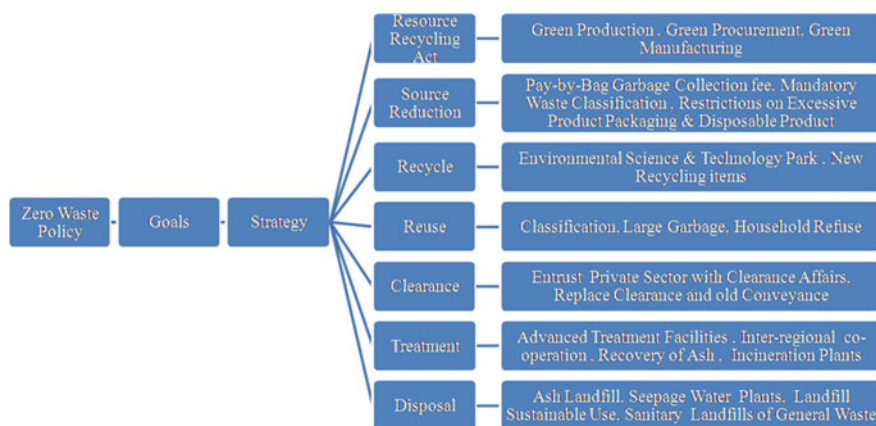 Resource
Recycling
Act
Green Production . Green Procurement. Green
Manufacturing
Source
Reduction
Pay-by-Bag Garbage Collection fee. Mandatory
Waste Classification . Restrictions on Excessive
Product Packaging & Disposable Product
Recycle
Environmental Science & Technology Park . New
Recycling items
Zero Waste
Policy
Goals
Strategy
Reuse
Classification. Large Garbage. Household Refuse
Clearance
Entrust Private Sector with Clearance Affairs.
Replace Clearance and old Conveyance
Treatment
Advanced Treatment Facilities . Inter-regional co-
operation . Recovery of Ash . Incineration Plants
Disposal
Ash Landfill. Seepage Water Plants. Landfill
Sustainable Use. Sanitary Landfills of General Waste